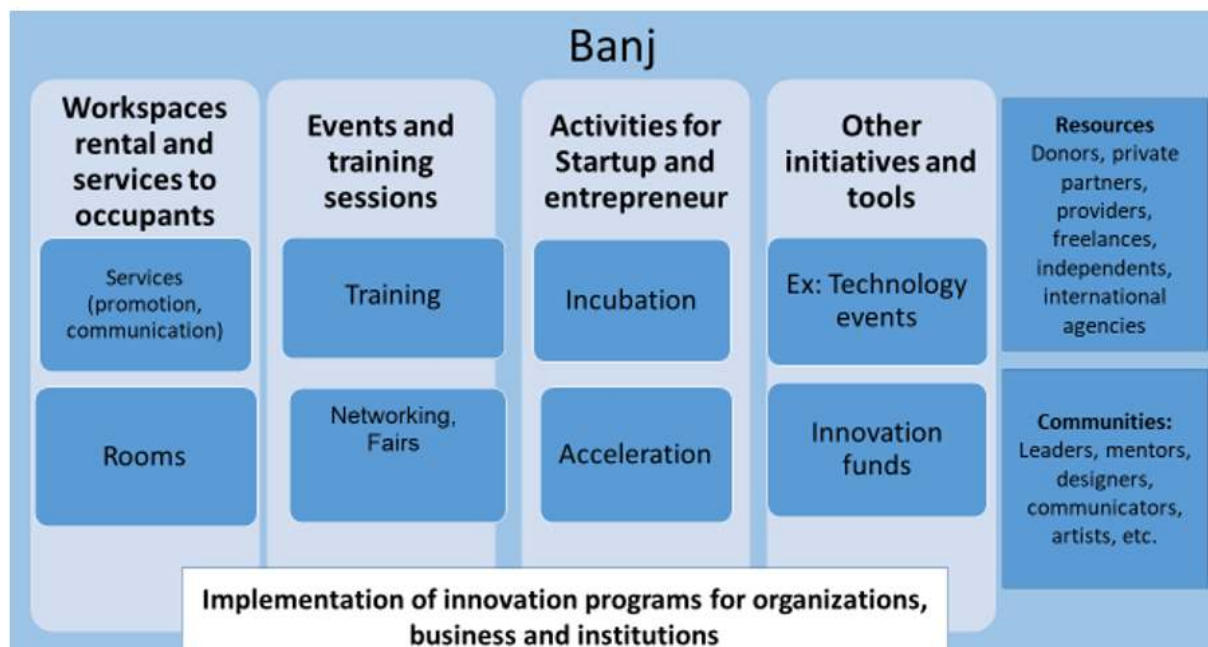 Banj
Workspaces
rental and
services to
occupants
Services
(promotion,
communication)
Rooms
Events and
training
sessions
Training
Networking,
Fairs
Activities for
Startup and
entrepreneur
Incubation
Acceleration
Other
initiatives and
tools
Ex: Technology
events
Innovation
funds
Resources
Donors, private
partners,
providers,
freelances,
independents,
international
agencies
Communities:
Leaders, mentors,
designers,
communicators,
artists, etc.
Implementation of innovation programs for organizations,
business and institutions